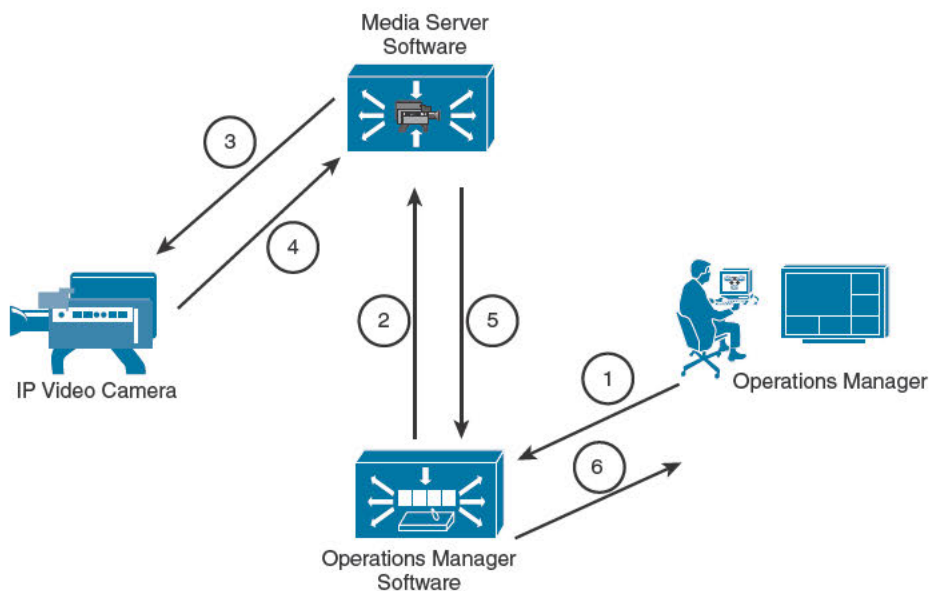 Media Server
Software
3
4
IP Video Camera
2
5
1
Operations Manager
6
Operations Manager
Software